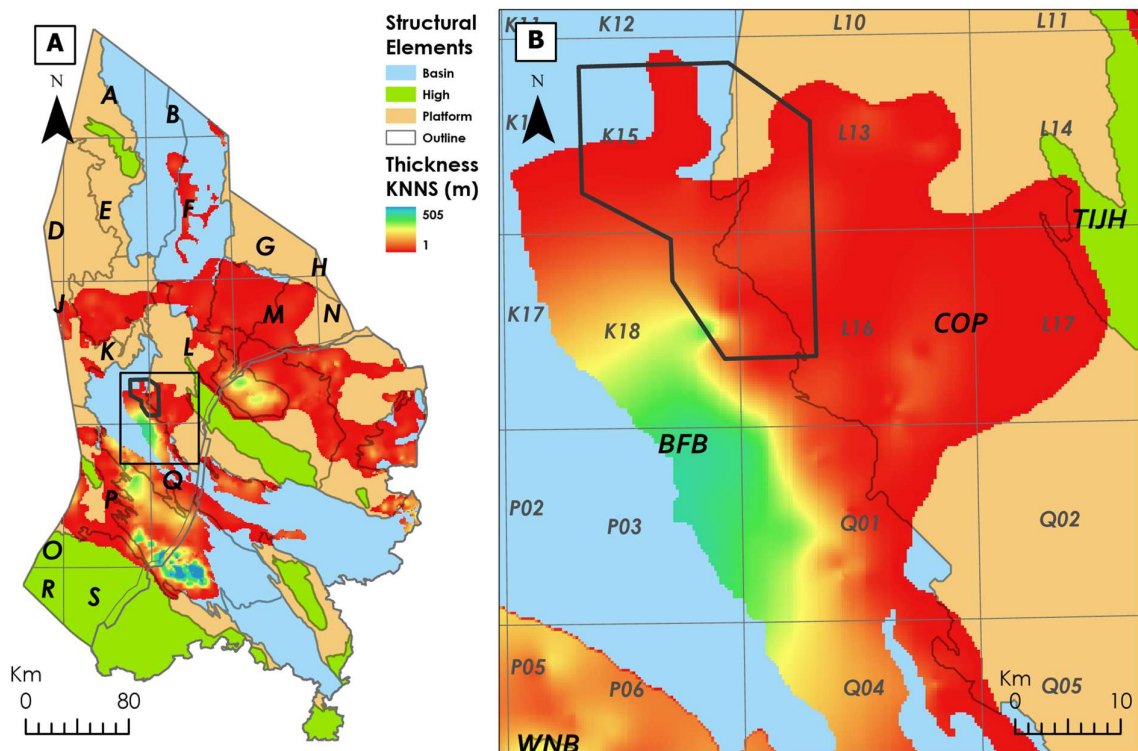 A
N
A
B
D
E
F
G
H
J
K
L
M
N
O
P
Q
R
S
Km
0 80
Structural
Elements
Basin
High
Platform
Outline
Thickness
KNNS (m)
505
1
B
N
K11
K12
L10
L11
K15
L13
L14
TIJH
K17
K18
L16
COP
L17
BFB
P02
P03
Q01
Q02
P05
P06
Q04
Q05
WNB
Km
0 10